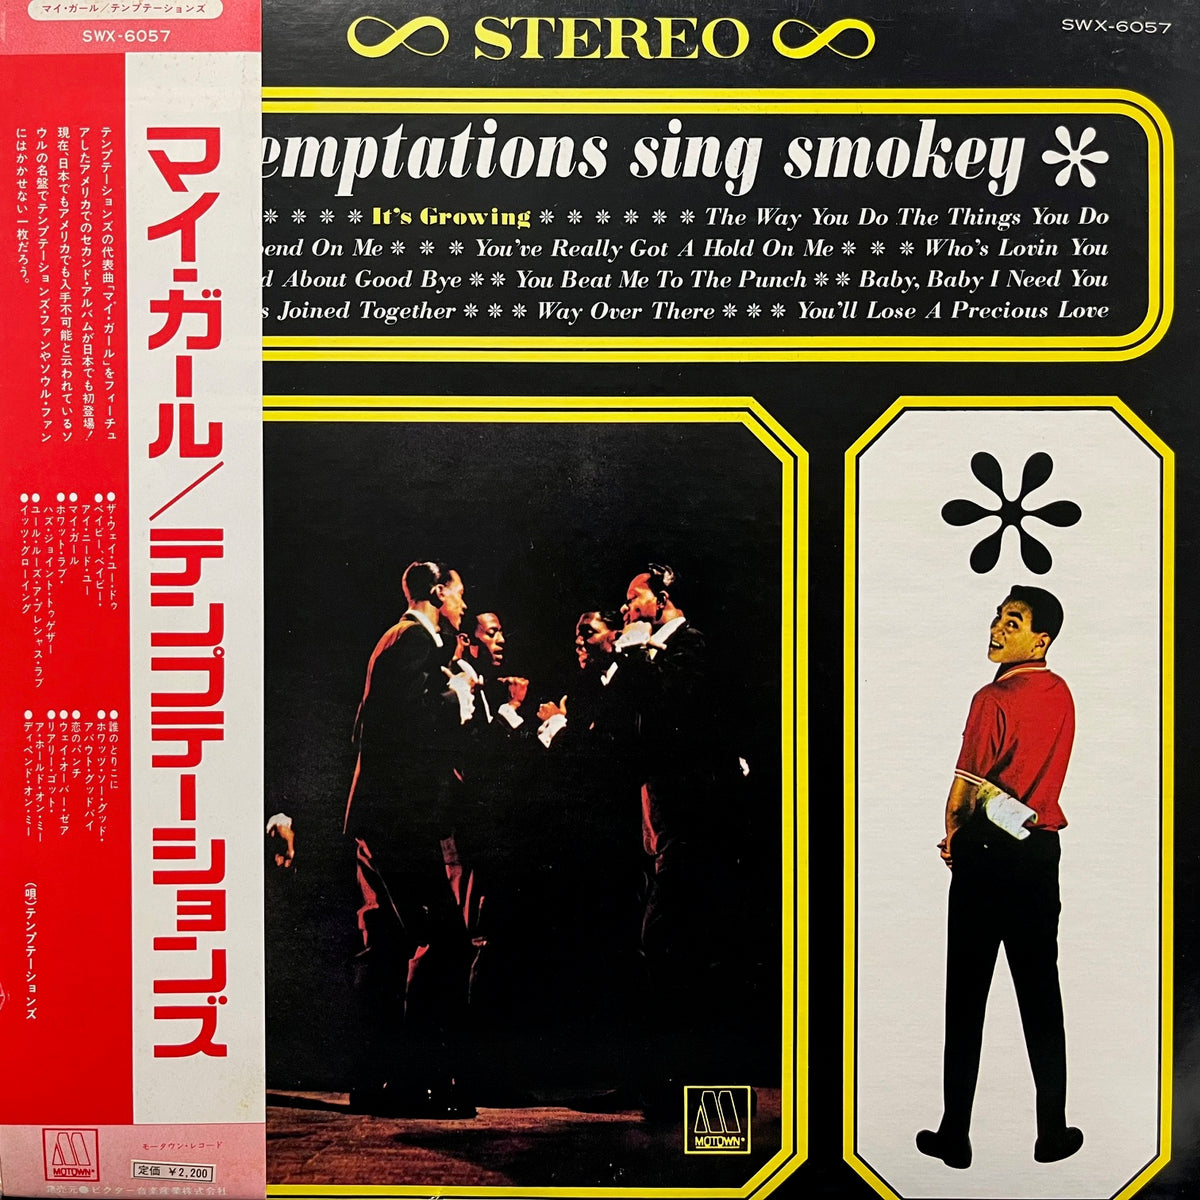 マイ・ガール／テンプテーションズ
SWX-6057
マイ・ガール／テンプテーションズ
テンプテーションズの代表曲「マイ・ガール」をフィーチュ
アしたアメリカでのセカンド・アルバムが日本でも初登場！
現在、日本でもアメリカでも入手不可能と云われているソ
ウルの名盤でテンプテーションズ・ファンやソウル・ファン
にはかかせない一枚だろう。
●ザ・ウェイ・ユー・ドゥ
●ベイビー、ベイビー・
アイ・ニード・ユー
●マイ・ガール
●ホワット・ラブ・
ハズ・ジョイント・トゥゲザー
●ユール・ルーズ・ア・プレシャス・ラブ
●イッツ・グローイング
●誰のとりこに
●ホワッツ・ソー・グッド・
アバウト・グッドバイ
●恋のパンチ
●ウェイ・オーバー・ゼア
●リアリー・ゴット・
ア・ホールド・オン・ミー
●ディペンド・オン・ミー
(唄)テンプテーションズ
MOTOWN®
モータウン・レコード
定価 ¥2,200
発売元●ビクター音楽産業株式会社
STEREO
SWX-6057
emptations sing smokey
It's Growing The Way You Do The Things You Do
pend On Me You've Really Got A Hold On Me Who's Lovin You
d About Good Bye You Beat Me To The Punch Baby, Baby I Need You
s Joined Together Way Over There You'll Lose A Precious Love
MOTOWN